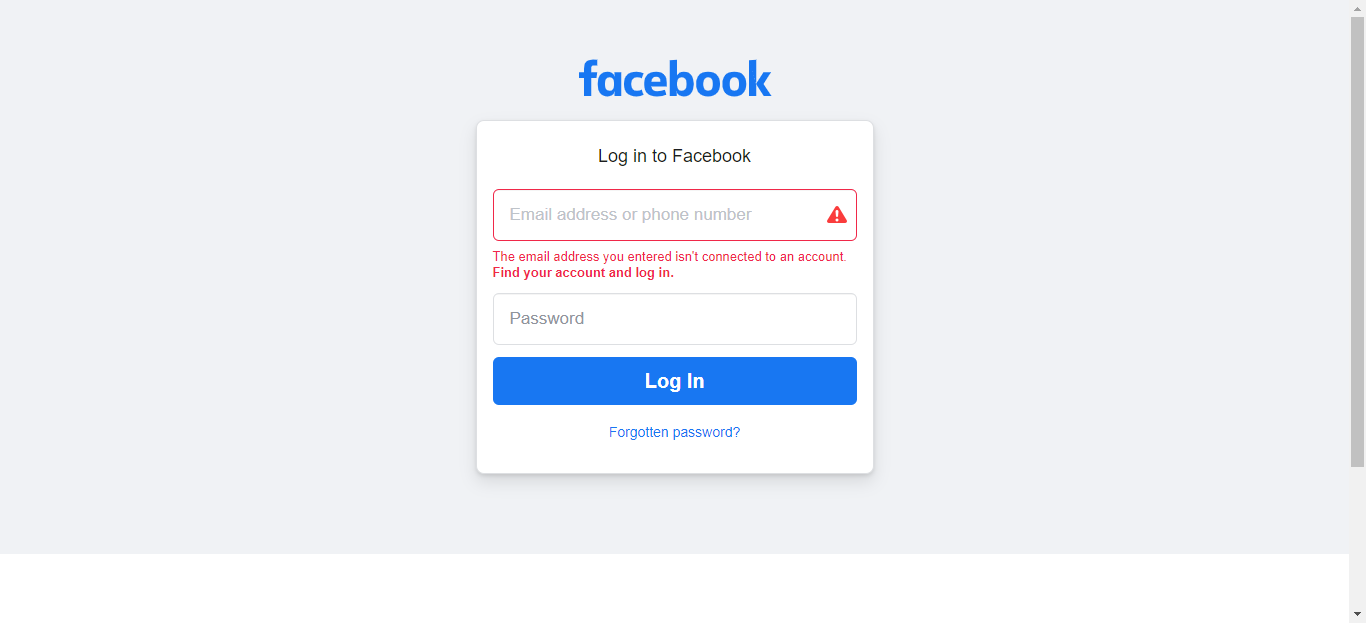 facebook
Log in to Facebook
Email address or phone number
The email address you entered isn't connected to an account.
Find your account and log in.
Password
Log In
Forgotten password?